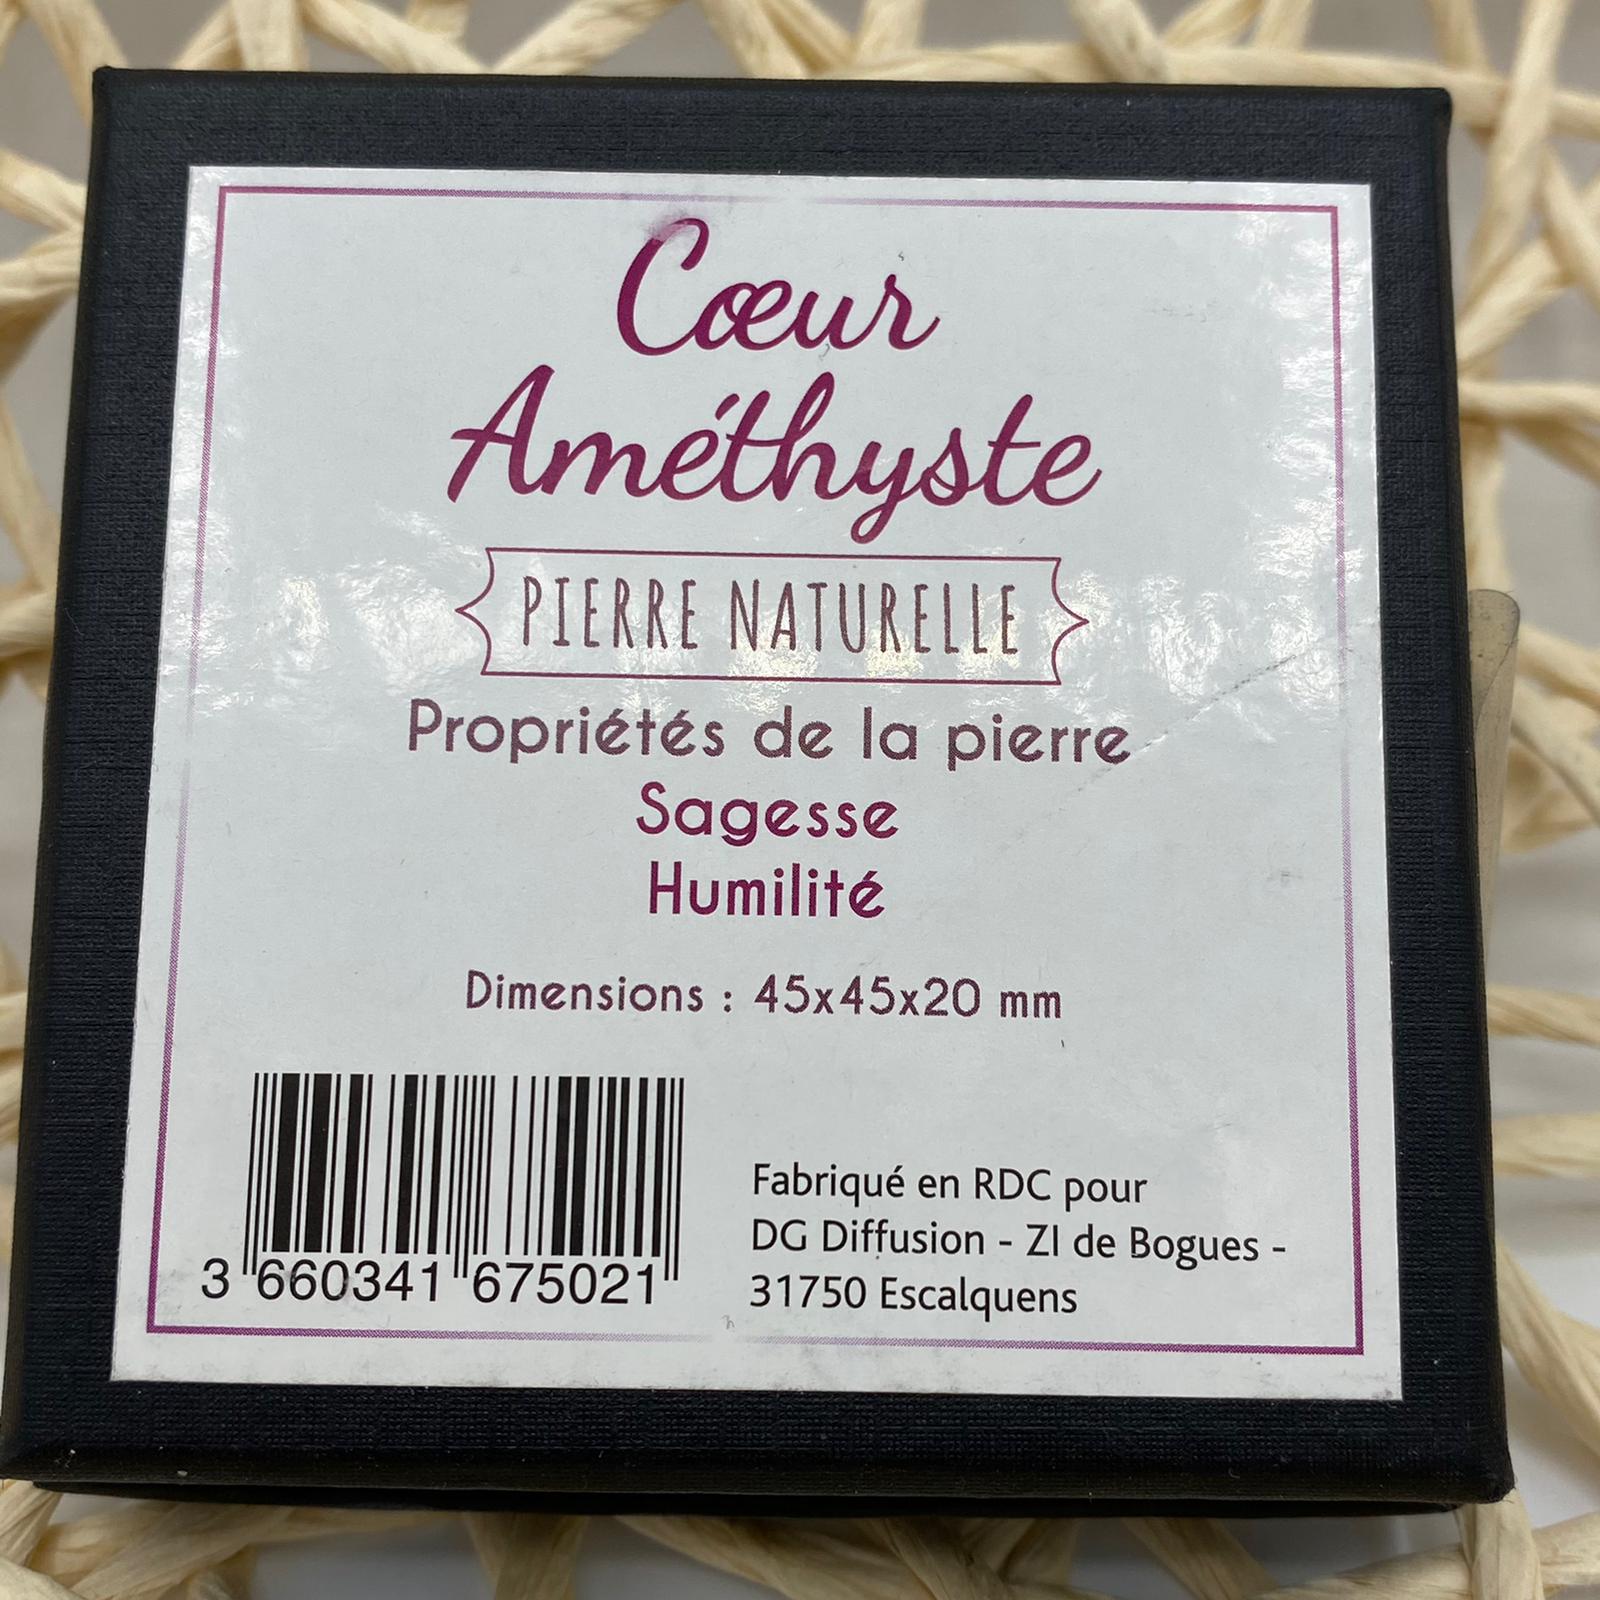 Cœur
Améthyste
PIERRE NATURELLE
Propriétés de la pierre
Sagesse
Humilité
Dimensions : 45x45x20 mm
Fabriqué en RDC pour
DG Diffusion - ZI de Bogues -
31750 Escalquens
3 660341 675021